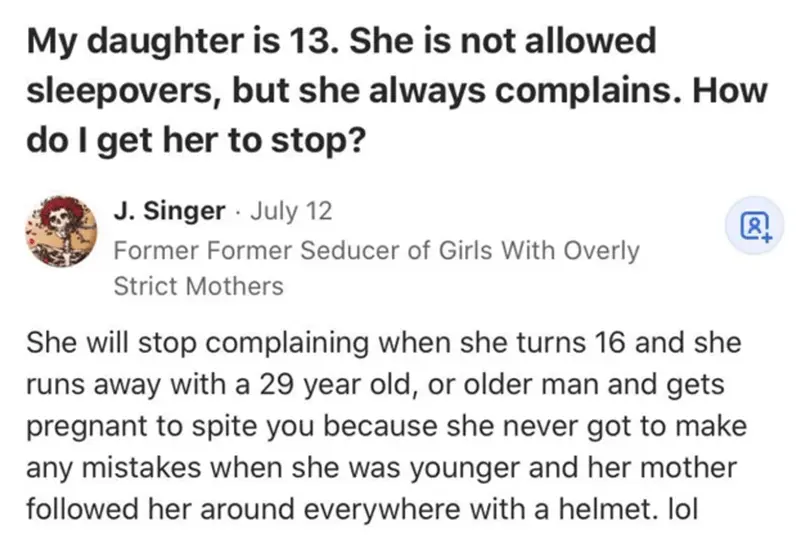 My daughter is 13. She is not allowed
sleepovers, but she always complains. How
do I get her to stop?
J. Singer · July 12
Former Former Seducer of Girls With Overly
Strict Mothers
She will stop complaining when she turns 16 and she
runs away with a 29 year old, or older man and gets
pregnant to spite you because she never got to make
any mistakes when she was younger and her mother
followed her around everywhere with a helmet. lol